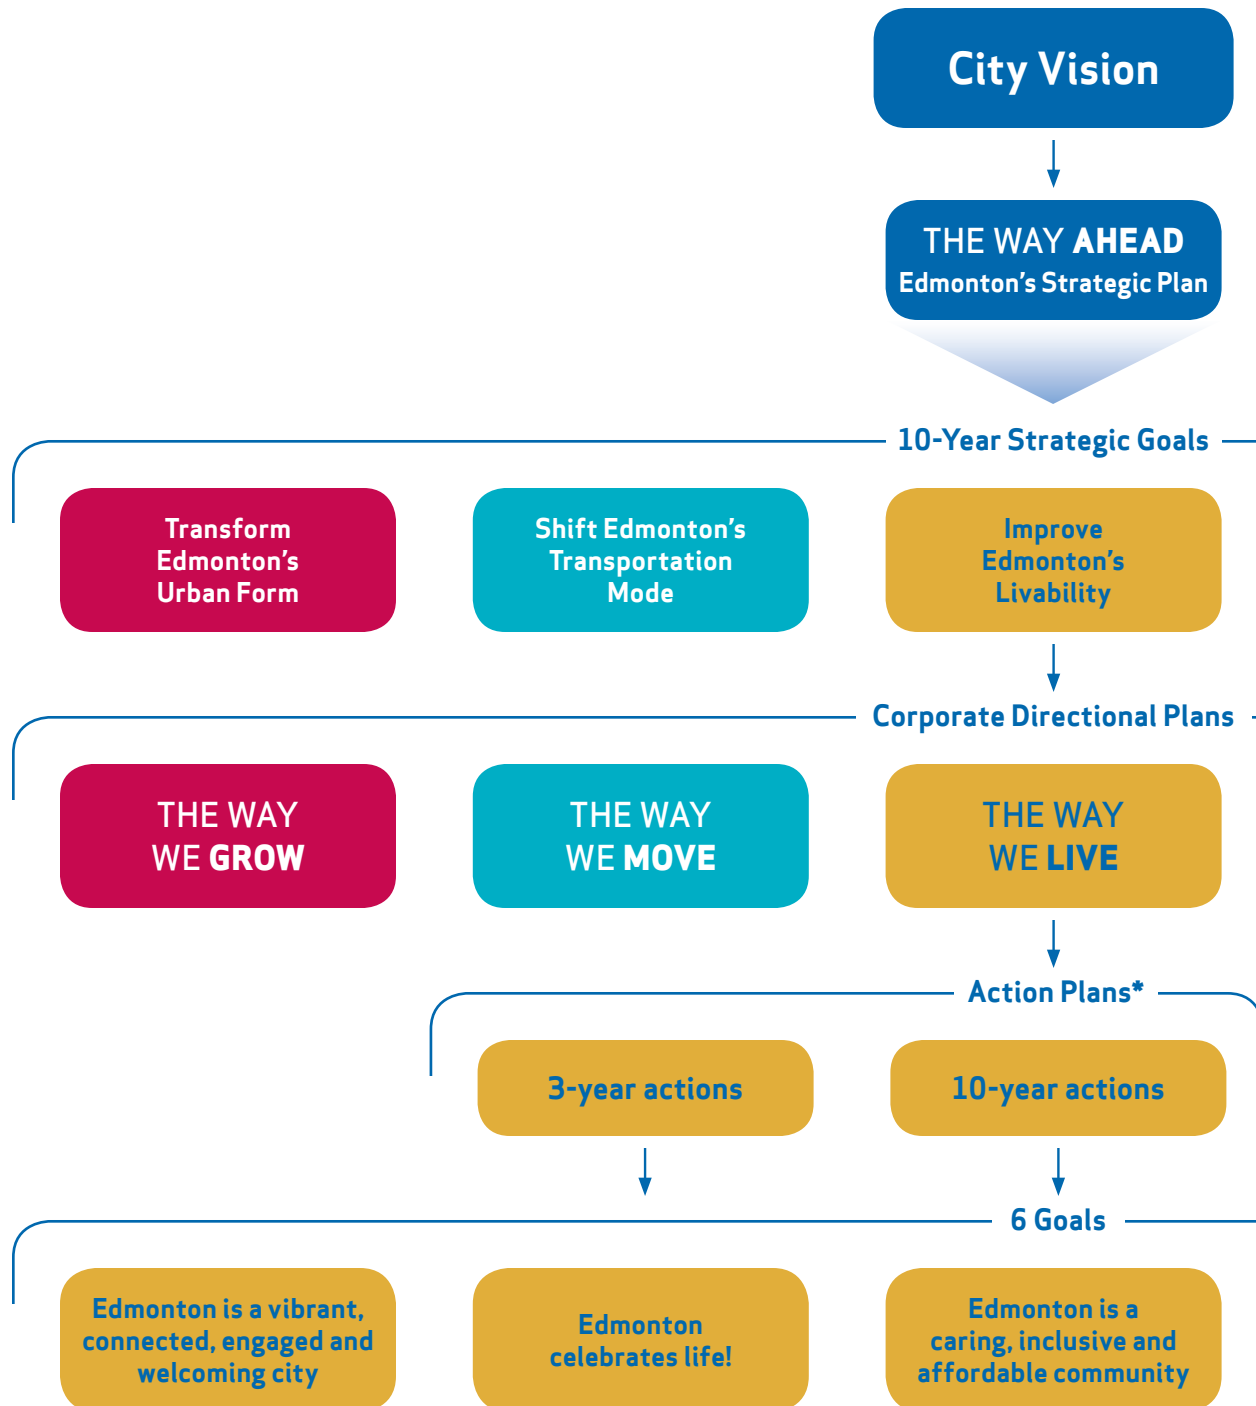 City Vision
THE WAY AHEAD
Edmonton's Strategic Plan
10-Year Strategic Goals
Transform
Edmonton's
Urban Form
Shift Edmonton's
Transportation
Mode
Improve
Edmonton's
Livability
Corporate Directional Plans
THE WAY
WE GROW
THE WAY
WE MOVE
THE WAY
WE LIVE
Action Plans*
3-year actions
10-year actions
6 Goals
Edmonton is a vibrant,
connected, engaged and
welcoming city
Edmonton
celebrates life!
Edmonton is a
caring, inclusive and
affordable community